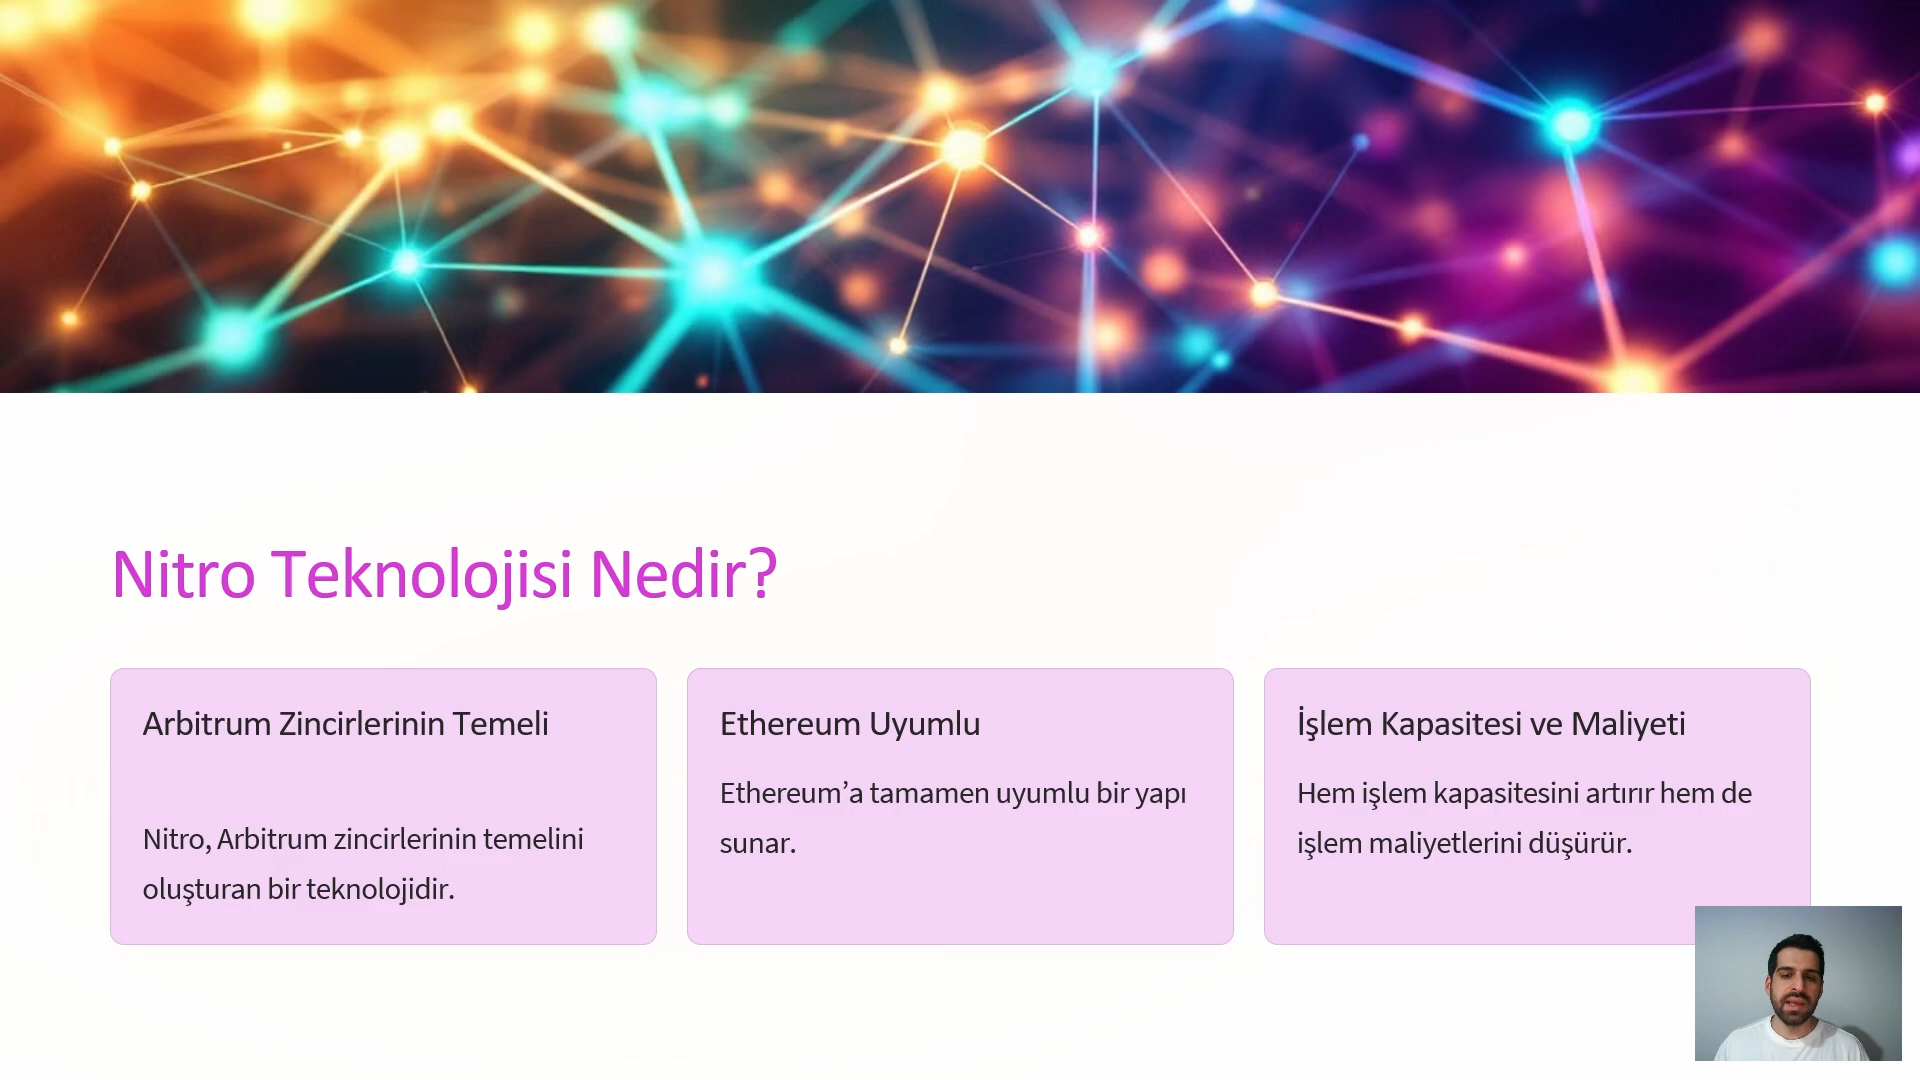 Nitro Teknolojisi Nedir?
Arbitrum Zincirlerinin Temeli
Nitro, Arbitrum zincirlerinin temelini
oluşturan bir teknolojidir.
Ethereum Uyumlu
Ethereum’a tamamen uyumlu bir yapı
sunar.
İşlem Kapasitesi ve Maliyeti
Hem işlem kapasitesini artırır hem de
işlem maliyetlerini düşürür.